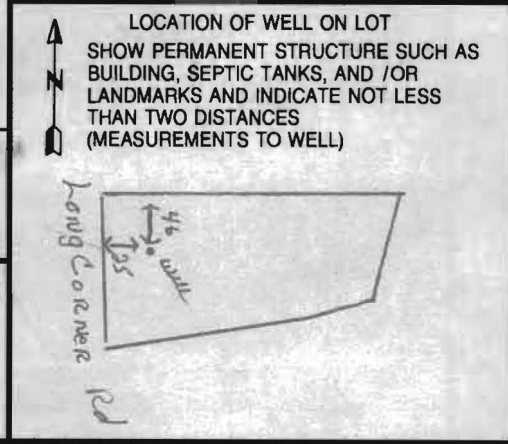 LOCATION OF WELL ON LOT
SHOW PERMANENT STRUCTURE SUCH AS
BUILDING, SEPTIC TANKS, AND /OR
LANDMARKS AND INDICATE NOT LESS
THAN TWO DISTANCES
(MEASUREMENTS TO WELL)
N
46
25
well
Long Corner Rd